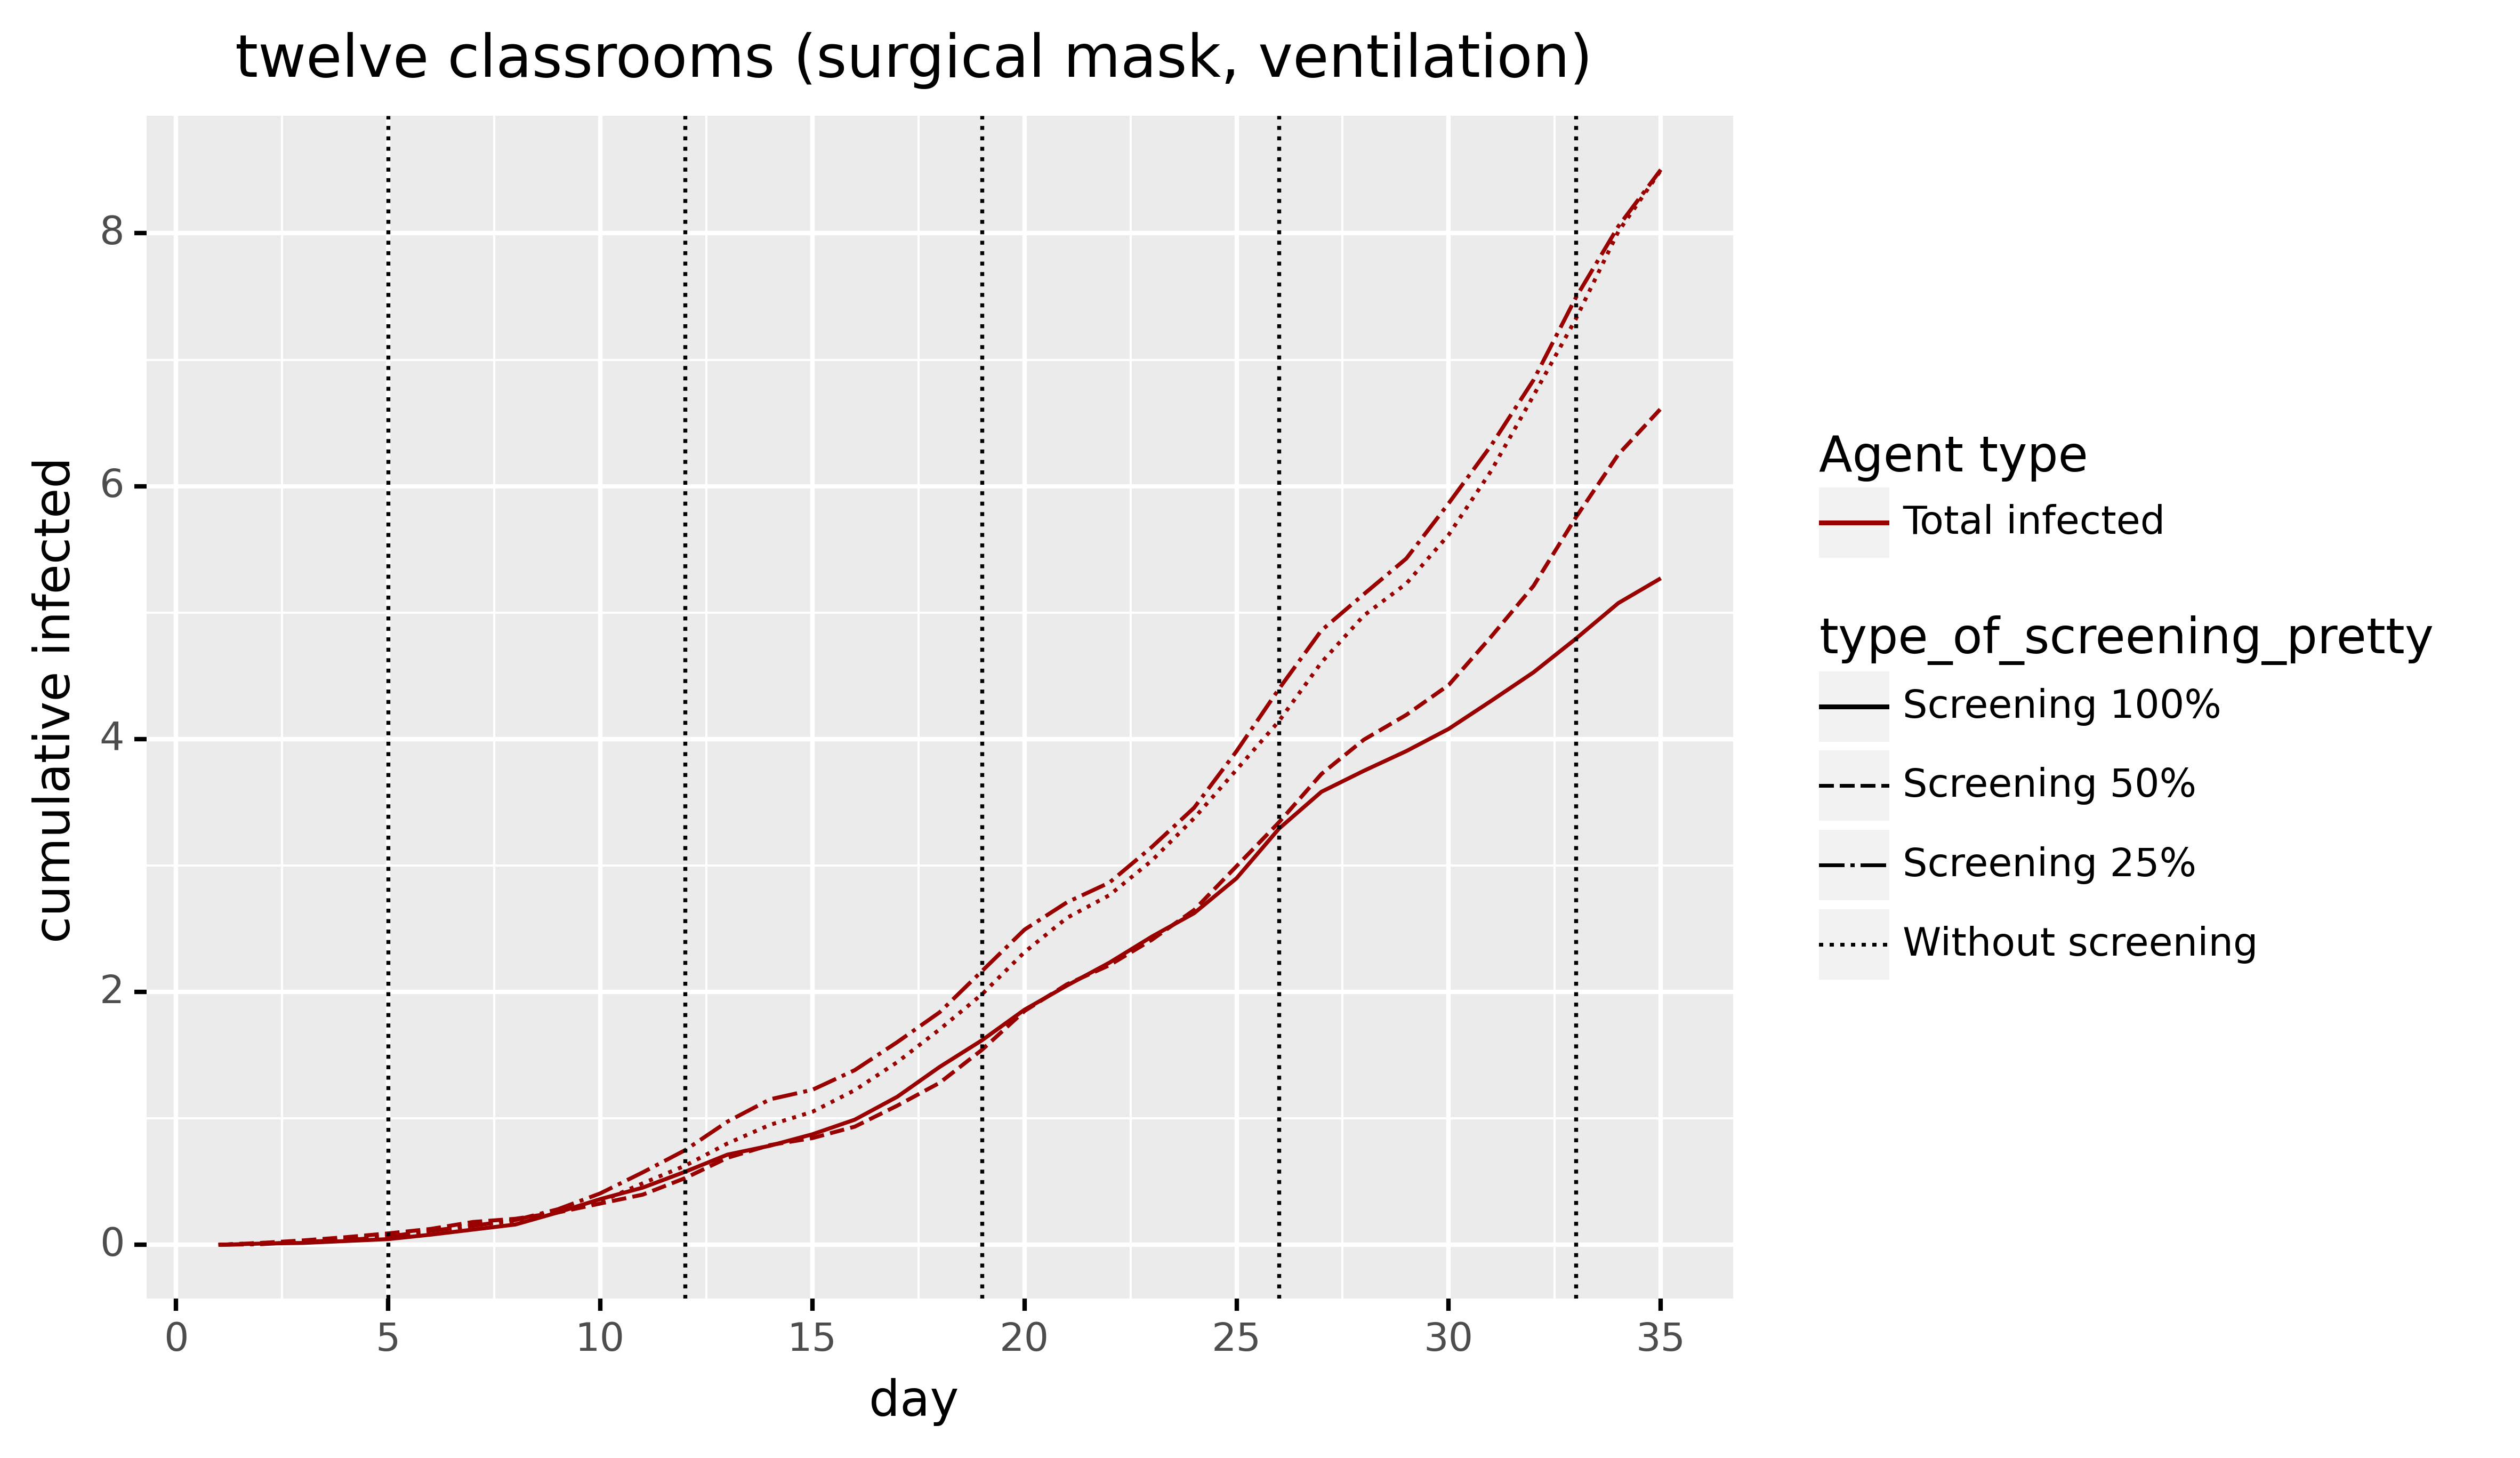 twelve classrooms (surgical mask, ventilation)
cumulative infected
8
6
4
2
0
0 5 10 15 20 25 30 35
day
Agent type
Total infected
type_of_screening_pretty
Screening 100%
Screening 50%
Screening 25%
Without screening